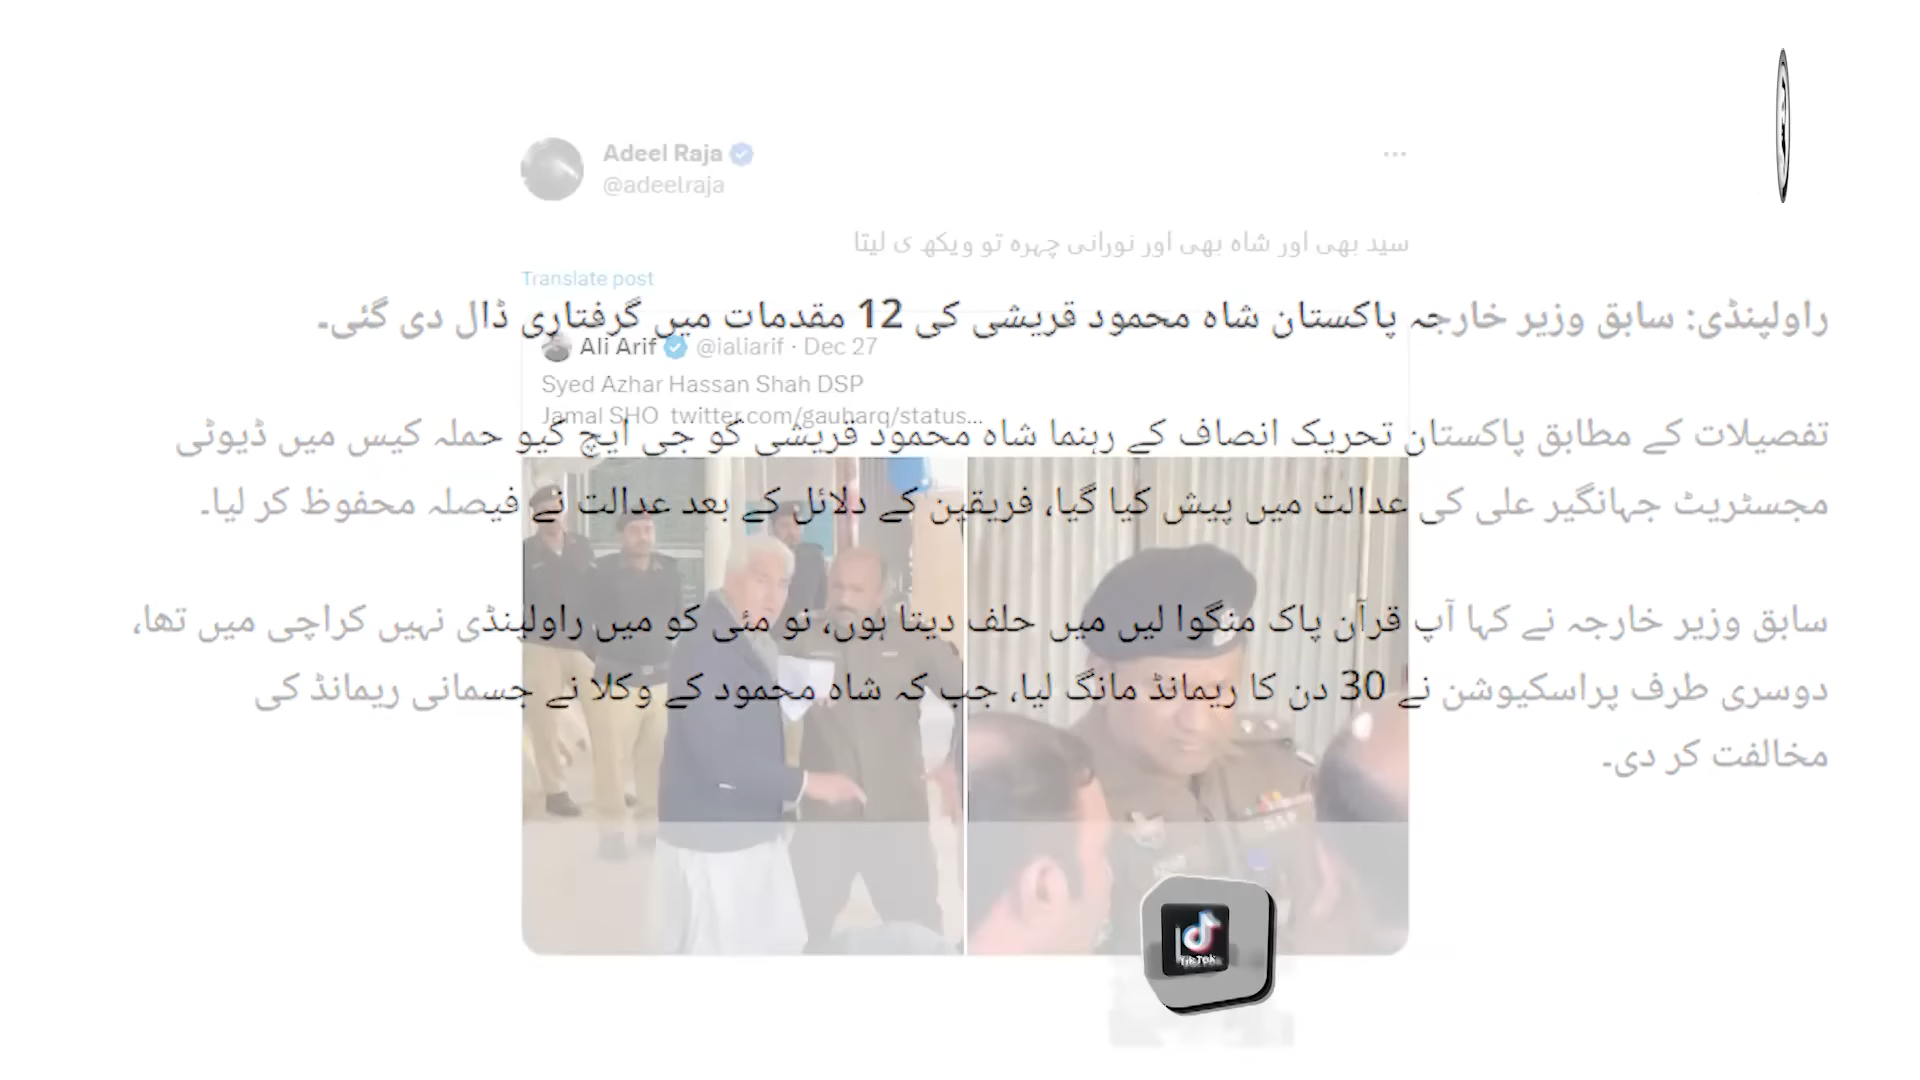 Adeel Raja
@adeelraja
سید بھی اور شاہ بھی اور نورانی چہرہ تو ویکھ ی لیتا
Translate post
راولپنڈی: سابق وزیر خارجہ پاکستان شاہ محمود قریشی کی 12 مقدمات میں گرفتاری ڈال دی گئی۔
Ali Arif @ialiarif · Dec 27
Syed Azhar Hassan Shah DSP
Jamal SHO twitter.com/gauharq/status...
تفصیلات کے مطابق پاکستان تحریک انصاف کے رہنما شاہ محمود قریشی کو جی ایچ کیو حملہ کیس میں ڈیوٹی
مجسٹریٹ جہانگیر علی کی عدالت میں پیش کیا گیا، فریقین کے دلائل کے بعد عدالت نے فیصلہ محفوظ کر لیا۔
سابق وزیر خارجہ نے کہا آپ قرآن پاک منگوا لیں میں حلف دیتا ہوں، نو مئی کو میں راولپنڈی نہیں کراچی میں تھا،
دوسری طرف پراسکیوشن نے 30 دن کا ریمانڈ مانگ لیا، جب کہ شاہ محمود کے وکلا نے جسمانی ریمانڈ کی
مخالفت کر دی۔
DSP
TikTok